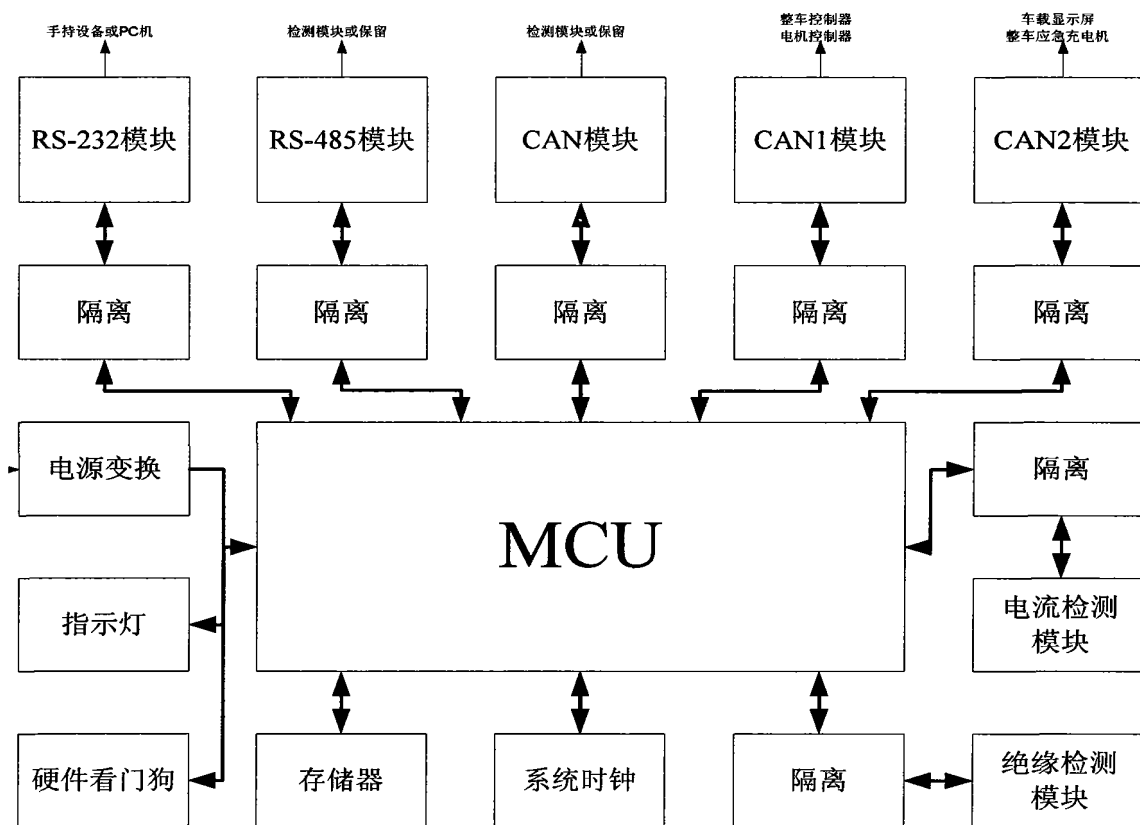 手持设备或PC机
检测模块或保留
检测模块或保留
整车控制器
电机控制器
车载显示屏
整车应急充电机
RS-232模块
RS-485模块
CAN模块
CAN1模块
CAN2模块
隔离
隔离
隔离
隔离
隔离
电源变换
MCU
隔离
指示灯
电流检测
模块
硬件看门狗
存储器
系统时钟
隔离
绝缘检测
模块